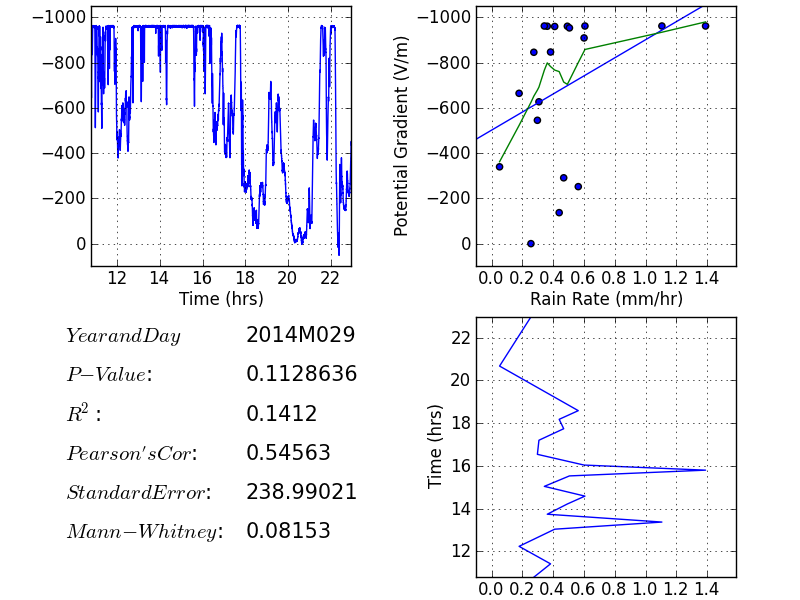 −1000
−800
−600
−400
−200
0
12 14 16 18 20 22
Time (hrs)
Potential Gradient (V/m)
−1000
−800
−600
−400
−200
0
0.0 0.2 0.4 0.6 0.8 1.0 1.2 1.4
Rain Rate (mm/hr)
YearandDay 2014M029
P−Value: 0.1128636
R²: 0.1412
Pearson'sCor: 0.54563
StandardError: 238.99021
Mann−Whitney: 0.08153
Time (hrs)
22
20
18
16
14
12
0.0 0.2 0.4 0.6 0.8 1.0 1.2 1.4